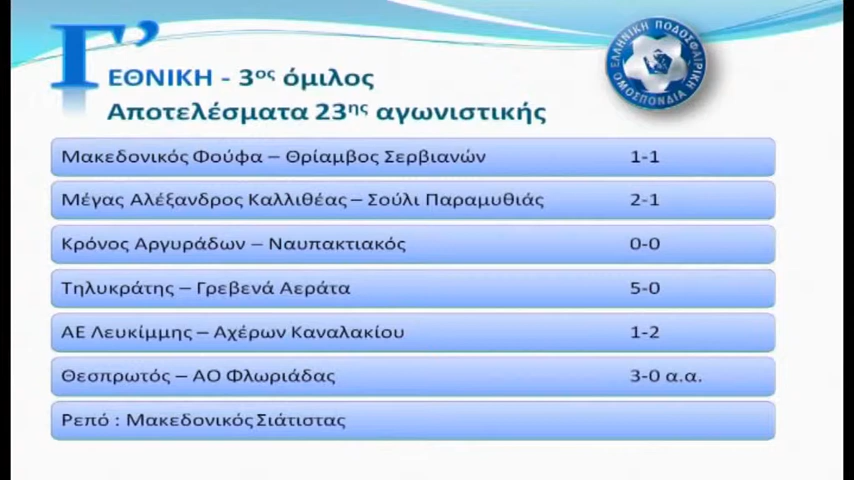 Γ' ΕΘΝΙΚΗ - 3ος όμιλος
Αποτελέσματα 23ης αγωνιστικής
ΕΛΛΗΝΙΚΗ ΠΟΔΟΣΦΑΙΡΙΚΗ ΟΜΟΣΠΟΝΔΙΑ
Μακεδονικός Φούφα – Θρίαμβος Σερβιανών 1-1
Μέγας Αλέξανδρος Καλλιθέας – Σούλι Παραμυθιάς 2-1
Κρόνος Αργυράδων – Ναυπακτιακός 0-0
Τηλυκράτης – Γρεβενά Αεράτα 5-0
ΑΕ Λευκίμμης – Αχέρων Καναλακίου 1-2
Θεσπρωτός – ΑΟ Φλωριάδας 3-0 α.α.
Ρεπό : Μακεδονικός Σιάτιστας